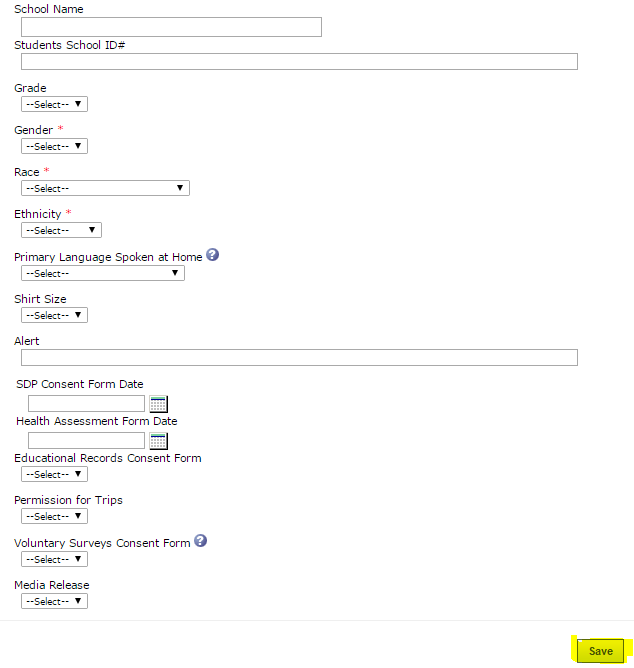 School Name
Students School ID#
Grade
--Select--
Gender *
--Select--
Race *
--Select--
Ethnicity *
--Select--
Primary Language Spoken at Home ?
--Select--
Shirt Size
--Select--
Alert
SDP Consent Form Date
Health Assessment Form Date
Educational Records Consent Form
--Select--
Permission for Trips
--Select--
Voluntary Surveys Consent Form ?
--Select--
Media Release
--Select--
Save